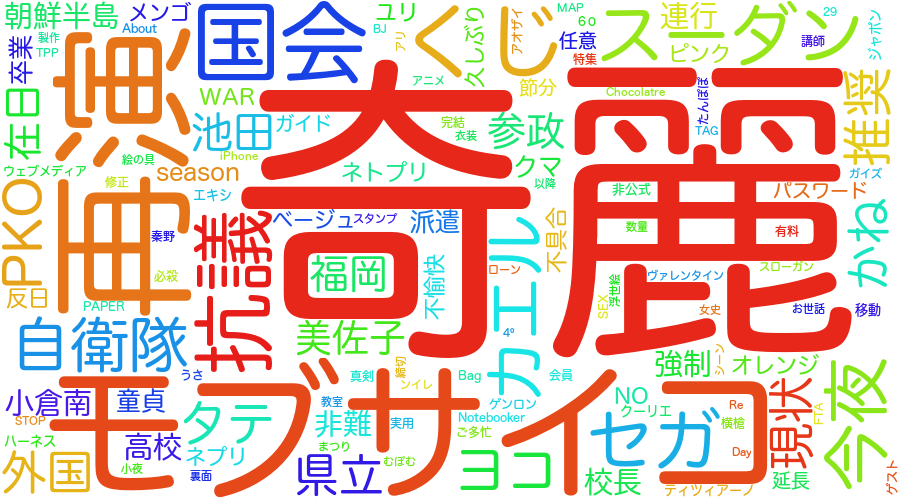 朝鮮半島
メンゴ
ユリ
国会
くじ
スーダン
連行
ピンク
任意
60
MAP
特集
アオザイ
アリ
BJ
久しぶり
29
講師
ジャポン
製作
TPP
About
卒業
再演
在日
WAR
池田
ガイド
アニメ
完結
衣装
節分
参政
クマ
以降
Chocolatre
たんぽぽ
TAG
推奨
ウェブメディア
絵の具
iPhone
season
修正
エキシ
ネトプリ
奇麗
非公式
パスワード
ガイズ
PKO
秦野
ベージュ
スタンプ
派遣
カエル
不具合
数量
有料
かね
反日
必殺
抗議
福岡
不愉快
ローン
ヴァレンタイン
スローガン
PAPER
浮世絵
SEX
女史
お世話
移動
自衛隊
美佐子
4º
シーン
強制
オレンジ
今夜
うさ
真剣
締切
ンイレ
Bag
会員
小倉南
童貞
モブサイコ
教室
実用
ゲンロン
Notebooker
NO
クーリエ
Re
横槍
現状
FTA
STOP
タテ
非難
ご多忙
セガ
Day
ハーネス
高校
ネプリ
まつり
むぽむ
ヨコ
外国
小夜
裏面
県立
校長
ティツィアーノ
延長
ゲスト